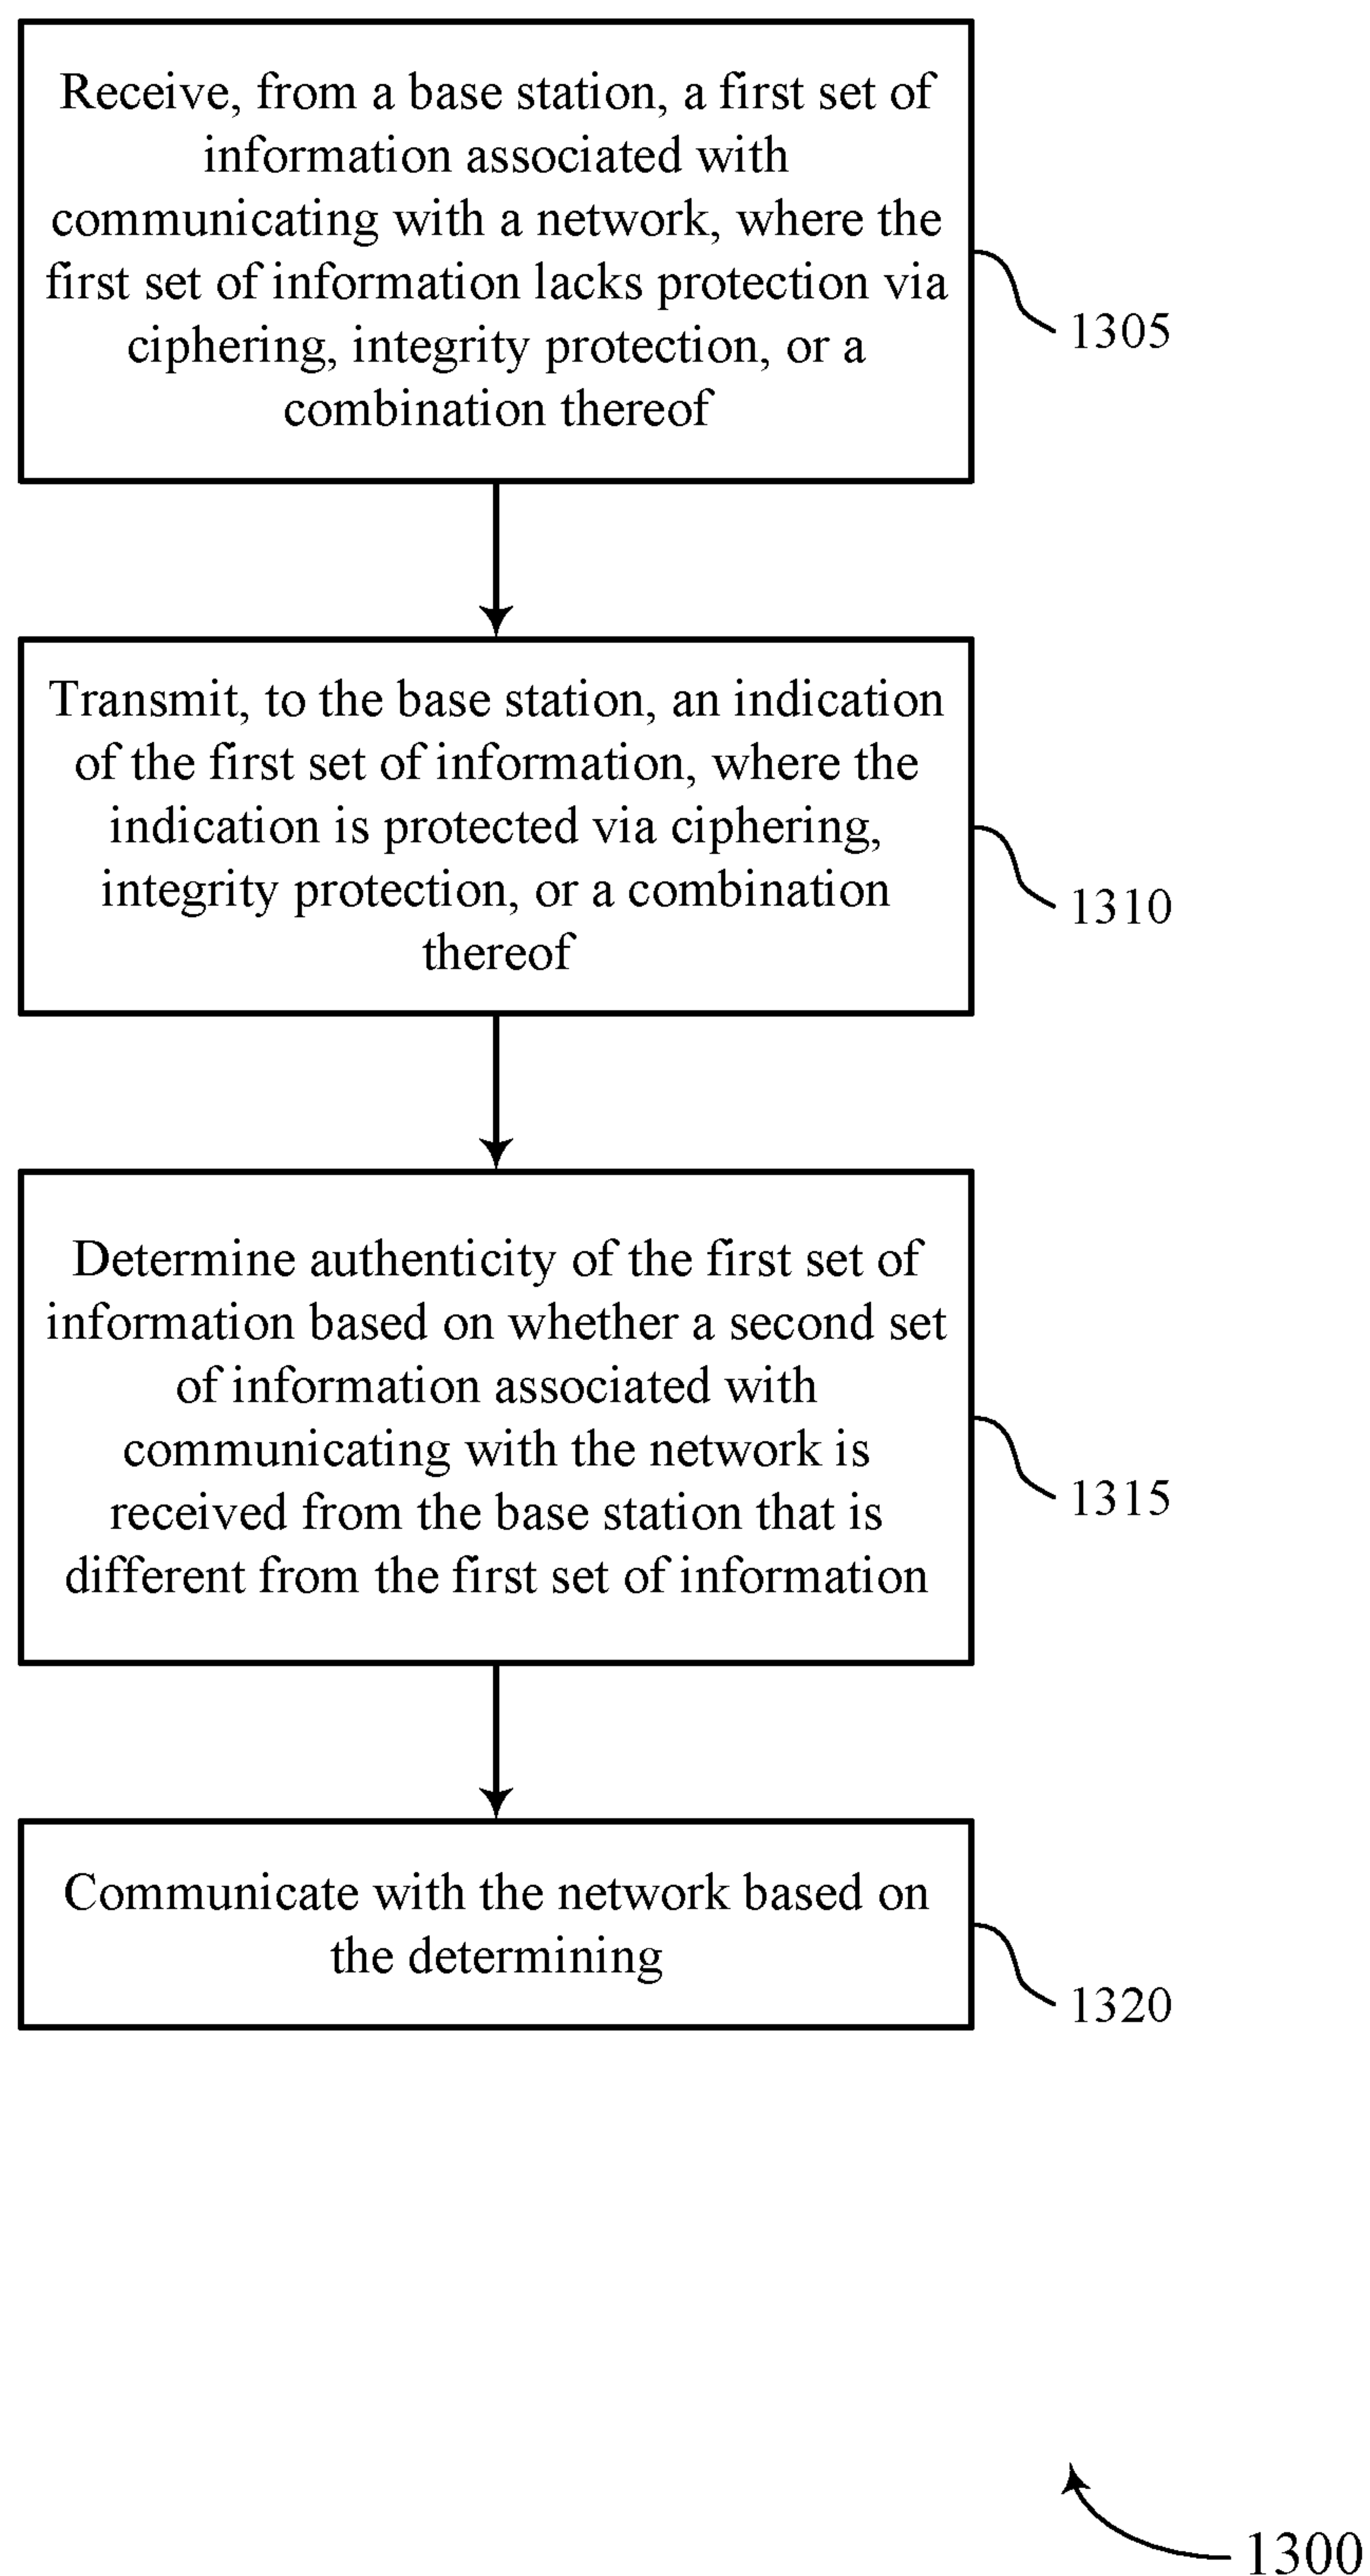 Receive, from a base station, a first set of
information associated with
communicating with a network, where the
first set of information lacks protection via
ciphering, integrity protection, or a
combination thereof
1305
Transmit, to the base station, an indication
of the first set of information, where the
indication is protected via ciphering,
integrity protection, or a combination
thereof
1310
Determine authenticity of the first set of
information based on whether a second set
of information associated with
communicating with the network is
received from the base station that is
different from the first set of information
1315
Communicate with the network based on
the determining
1320
1300